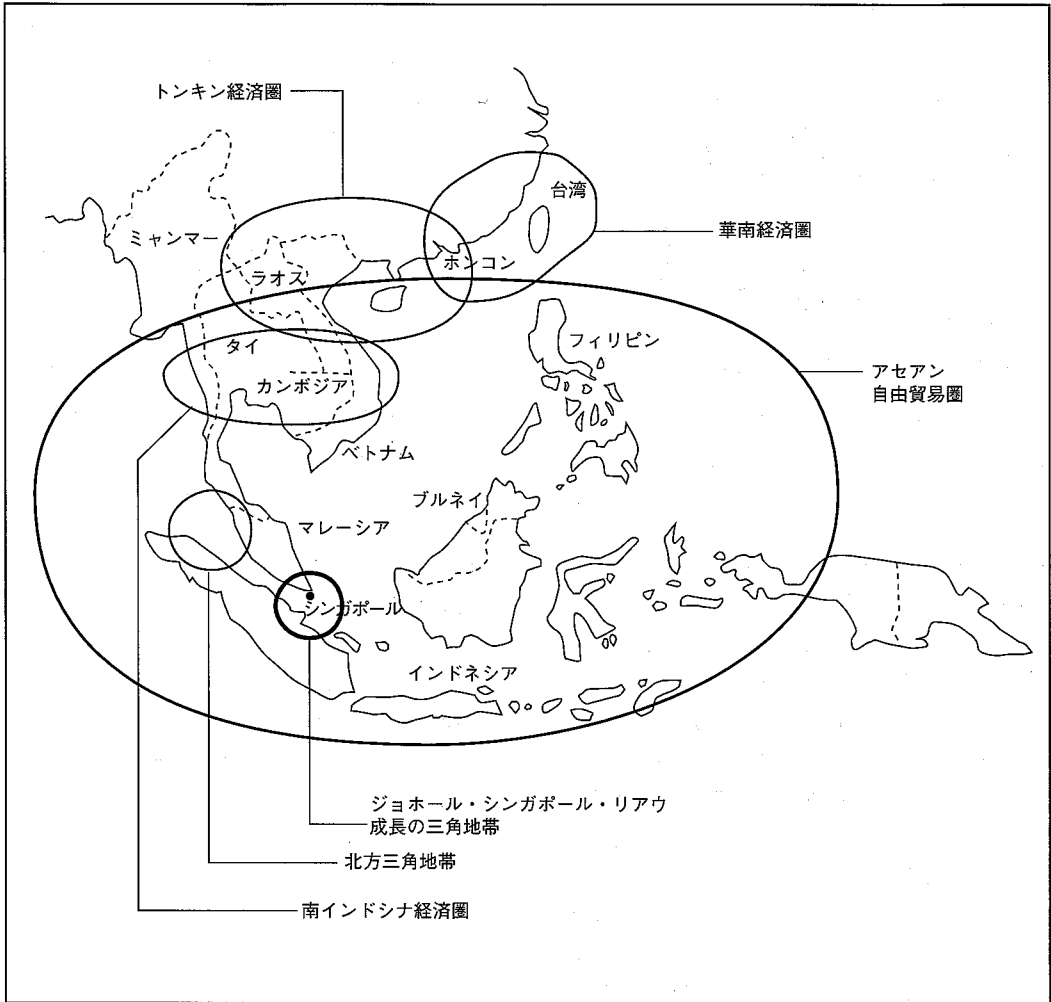 トンキン経済圏
台湾
ミャンマー
華南経済圏
ホンコン
ラオス
フィリピン
タイ
アセアン
自由貿易圏
カンボジア
ベトナム
ブルネイ
マレーシア
シンガポール
インドネシア
ジョホール・シンガポール・リアウ
成長の三角地帯
北方三角地帯
南インドシナ経済圏